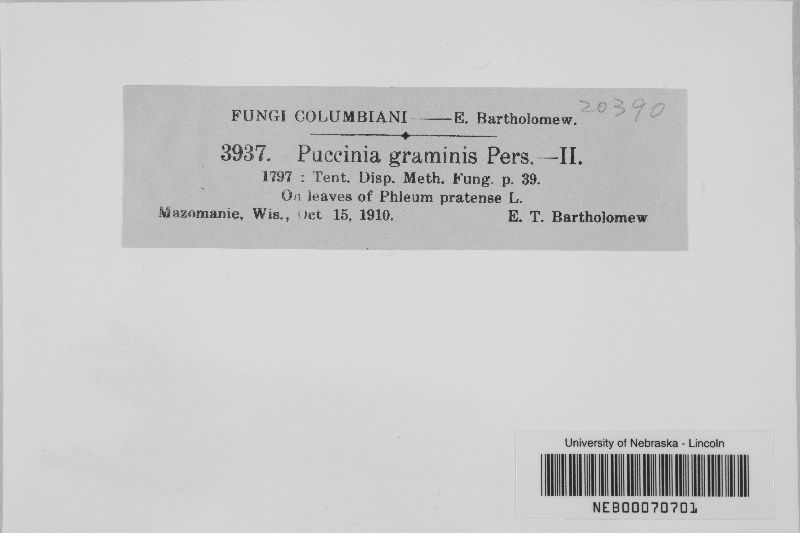 FUNGI COLUMBIANI — E. Bartholomew. 20390
3937. Puccinia graminis Pers.—II.
1797 : Tent. Disp. Meth. Fung. p. 39.
On leaves of Phleum pratense L.
Mazomanie, Wis., Oct 15, 1910. E. T. Bartholomew
University of Nebraska - Lincoln
NEB00070701